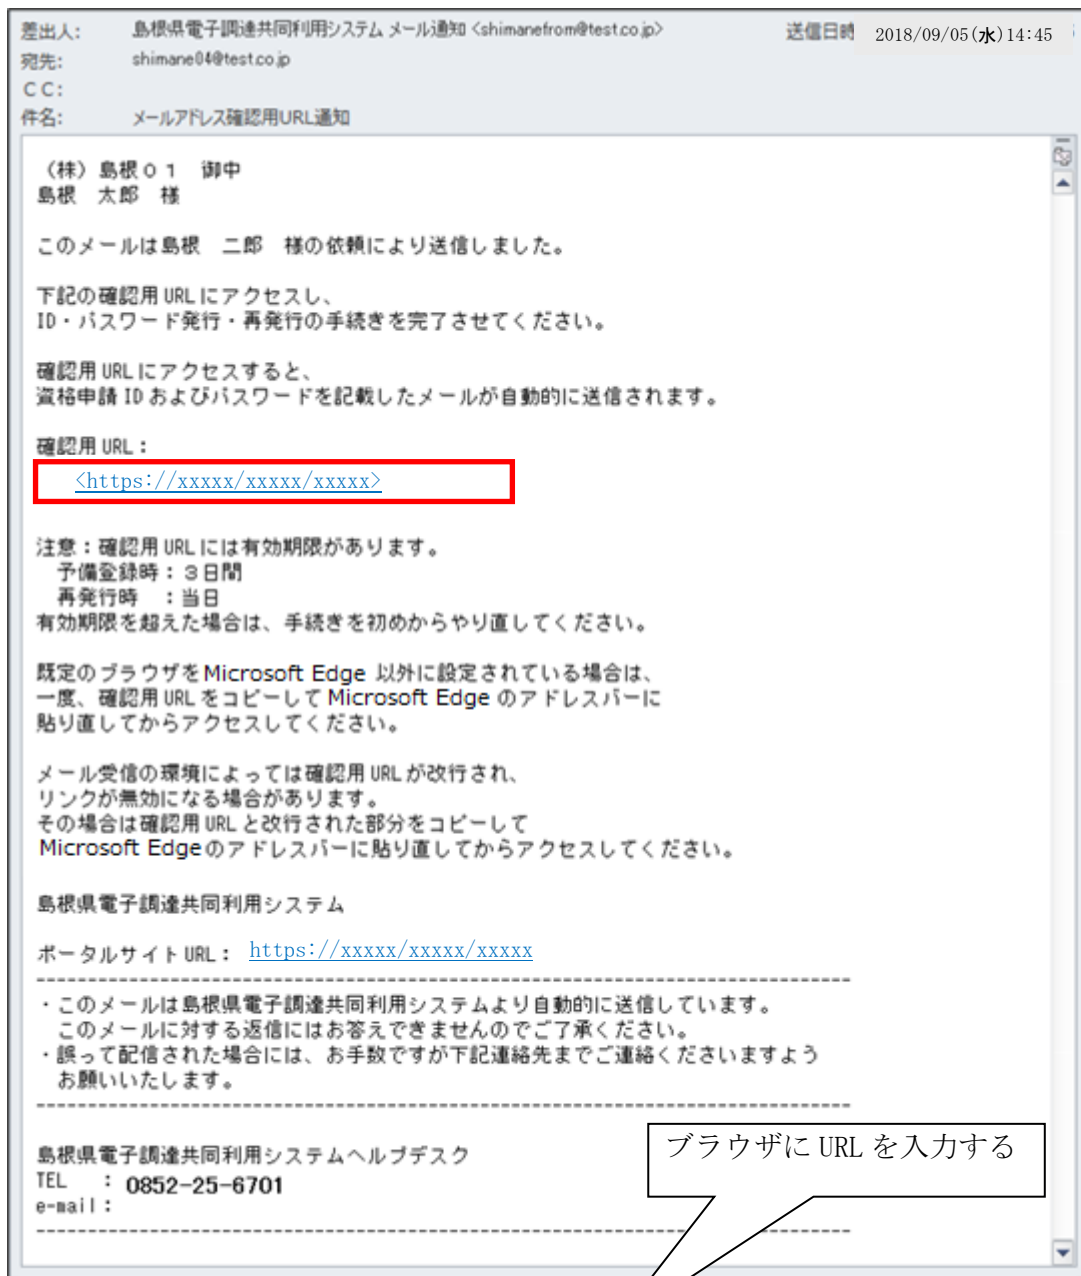 差出人: 島根県電子調達共同利用システム メール通知 <shimanefrom@test.co.jp> 送信日時 2018/09/05(水)14:45
宛先: shimane04@test.co.jp
CC:
件名: メールアドレス確認用URL通知
（株）島根０１　御中
島根　太郎　様
このメールは島根　二郎　様の依頼により送信しました。
下記の確認用URLにアクセスし、
ID・パスワード発行・再発行の手続きを完了させてください。
確認用URLにアクセスすると、
資格申請IDおよびパスワードを記載したメールが自動的に送信されます。
確認用URL：
<https://xxxxx/xxxxx/xxxxx>
注意：確認用URLには有効期限があります。
予備登録時：３日間
再発行時　：当日
有効期限を超えた場合は、手続きを初めからやり直してください。
既定のブラウザをMicrosoft Edge 以外に設定されている場合は、
一度、確認用URLをコピーしてMicrosoft Edge のアドレスバーに
貼り直してからアクセスしてください。
メール受信の環境によっては確認用URLが改行され、
リンクが無効になる場合があります。
その場合は確認用URLと改行された部分をコピーして
Microsoft Edgeのアドレスバーに貼り直してからアクセスしてください。
島根県電子調達共同利用システム
ポータルサイトURL： https://xxxxx/xxxxx/xxxxx
-------------------------------------------------------------------------------
・このメールは島根県電子調達共同利用システムより自動的に送信しています。
このメールに対する返信にはお答えできませんのでご了承ください。
・誤って配信された場合には、お手数ですが下記連絡先までご連絡くださいますよう
お願いいたします。
-------------------------------------------------------------------------------
島根県電子調達共同利用システムヘルプデスク
TEL　：0852-25-6701
e-mail：
-------------------------------------------------------------------------------
ブラウザに URL を入力する